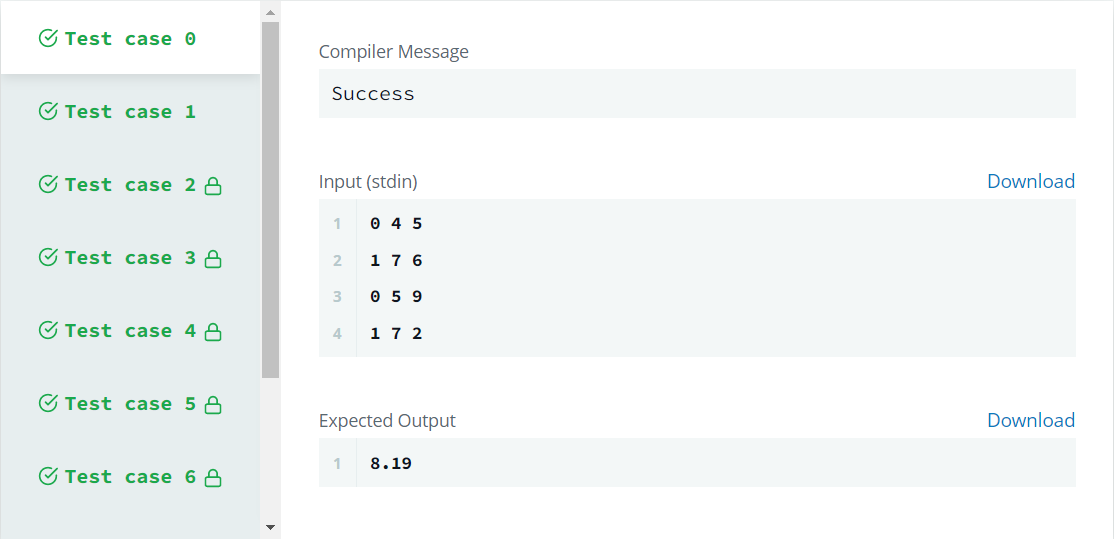 Test case 0
Test case 1
Test case 2
Test case 3
Test case 4
Test case 5
Test case 6
Compiler Message
Success
Input (stdin)
Download
1 0 4 5
2 1 7 6
3 0 5 9
4 1 7 2
Expected Output
Download
1 8.19